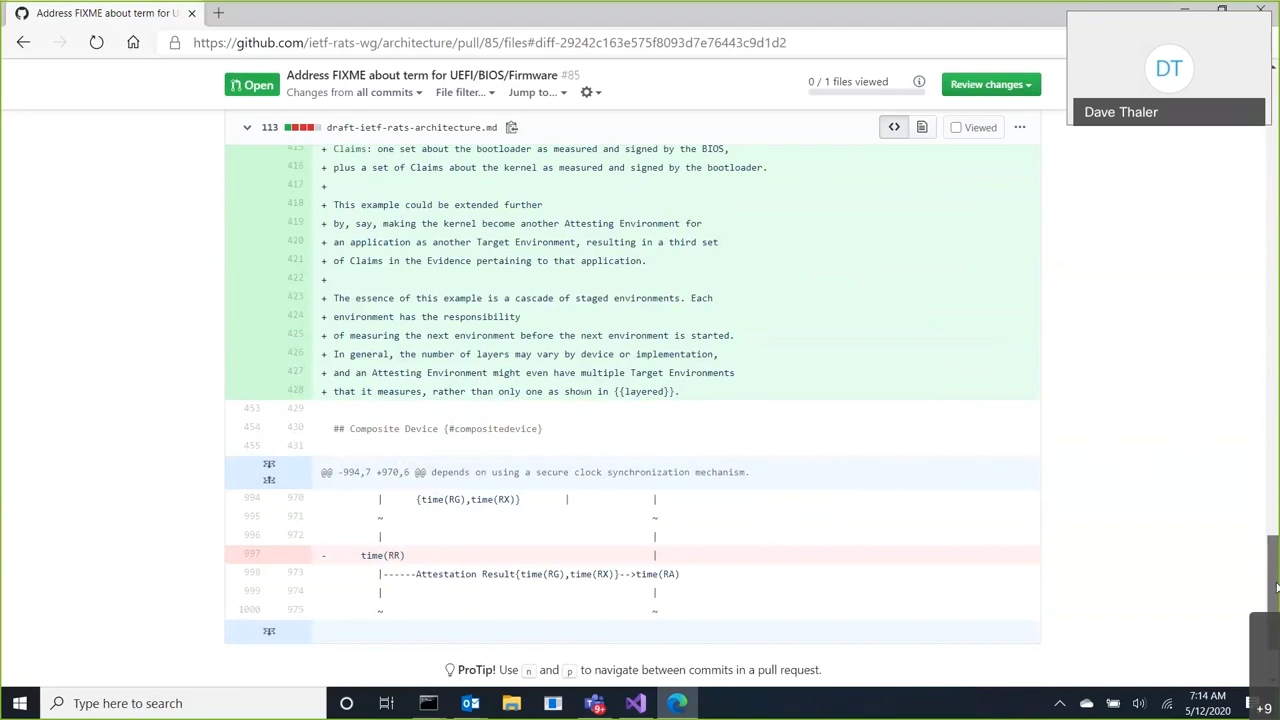 Address FIXME about term for UE
https://github.com/ietf-rats-wg/architecture/pull/85/files#diff-29242c163e575f8093d7e76443c9d1d2
DT
Dave Thaler
Open
Address FIXME about term for UEFI/BIOS/Firmware #85
Changes from all commits
File filter...
Jump to...
0 / 1 files viewed
Review changes
113
draft-ietf-rats-architecture.md
Viewed
415 + Claims: one set about the bootloader as measured and signed by the BIOS,
416 + plus a set of Claims about the kernel as measured and signed by the bootloader.
417 +
418 + This example could be extended further
419 + by, say, making the kernel become another Attesting Environment for
420 + an application as another Target Environment, resulting in a third set
421 + of Claims in the Evidence pertaining to that application.
422 +
423 + The essence of this example is a cascade of staged environments. Each
424 + environment has the responsibility
425 + of measuring the next environment before the next environment is started.
426 + In general, the number of layers may vary by device or implementation,
427 + and an Attesting Environment might even have multiple Target Environments
428 + that it measures, rather than only one as shown in {{layered}}.
453 429
454 430 ## Composite Device {#compositedevice}
455 431
@@ -994,7 +970,6 @@ depends on using a secure clock synchronization mechanism.
994 970 | {time(RG),time(RX)} | |
995 971 ~ ~
996 972 | |
997 - time(RR) |
998 973 |------Attestation Result{time(RG),time(RX)}-->time(RA)
999 974 | |
1000 975 ~ ~
ProTip! Use n and p to navigate between commits in a pull request.
Type here to search
9+
7:14 AM
5/12/2020
+9